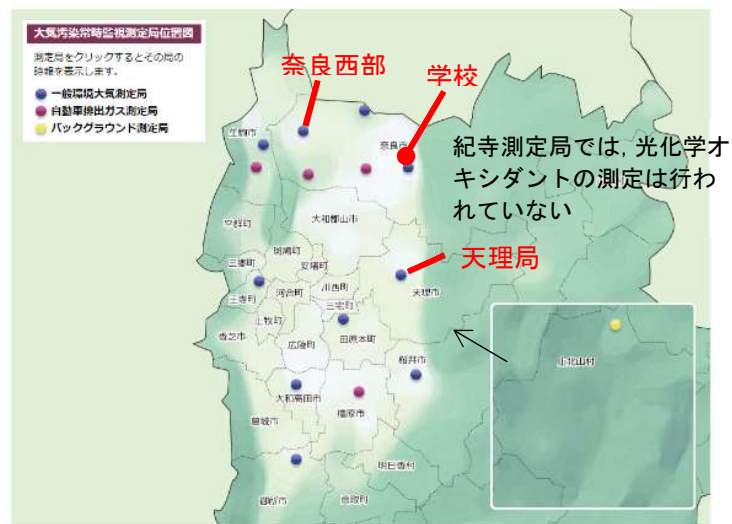 大気汚染常時監視測定局位置図
測定局をクリックするとその局の
時報を表示します。
一般環境大気測定局
自動車排出ガス測定局
バックグラウンド測定局
奈良西部
学校
生駒市
奈良市
紀寺測定局では，光化学オ
キシダントの測定は行わ
れていない
平群町
大和郡山市
斑鳩町
三郷町
安堵町
天理局
王寺町
河合町
川西町
三宅町
天理市
上牧町
香芝市
広陵町
田原本町
桜井市
上北山村
大和高田市
橿原市
葛城市
明日香村
御所市
高取町